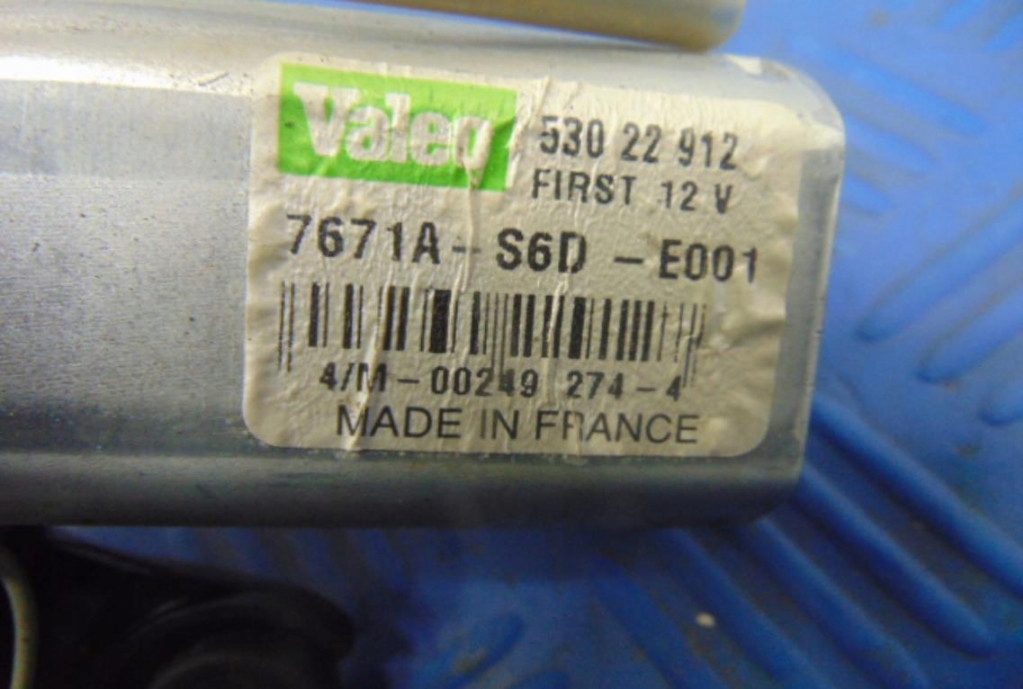 Valeo
530 22 912
FIRST 12 V
7671A - S6D - E001
4/M-00249 274-4
MADE IN FRANCE